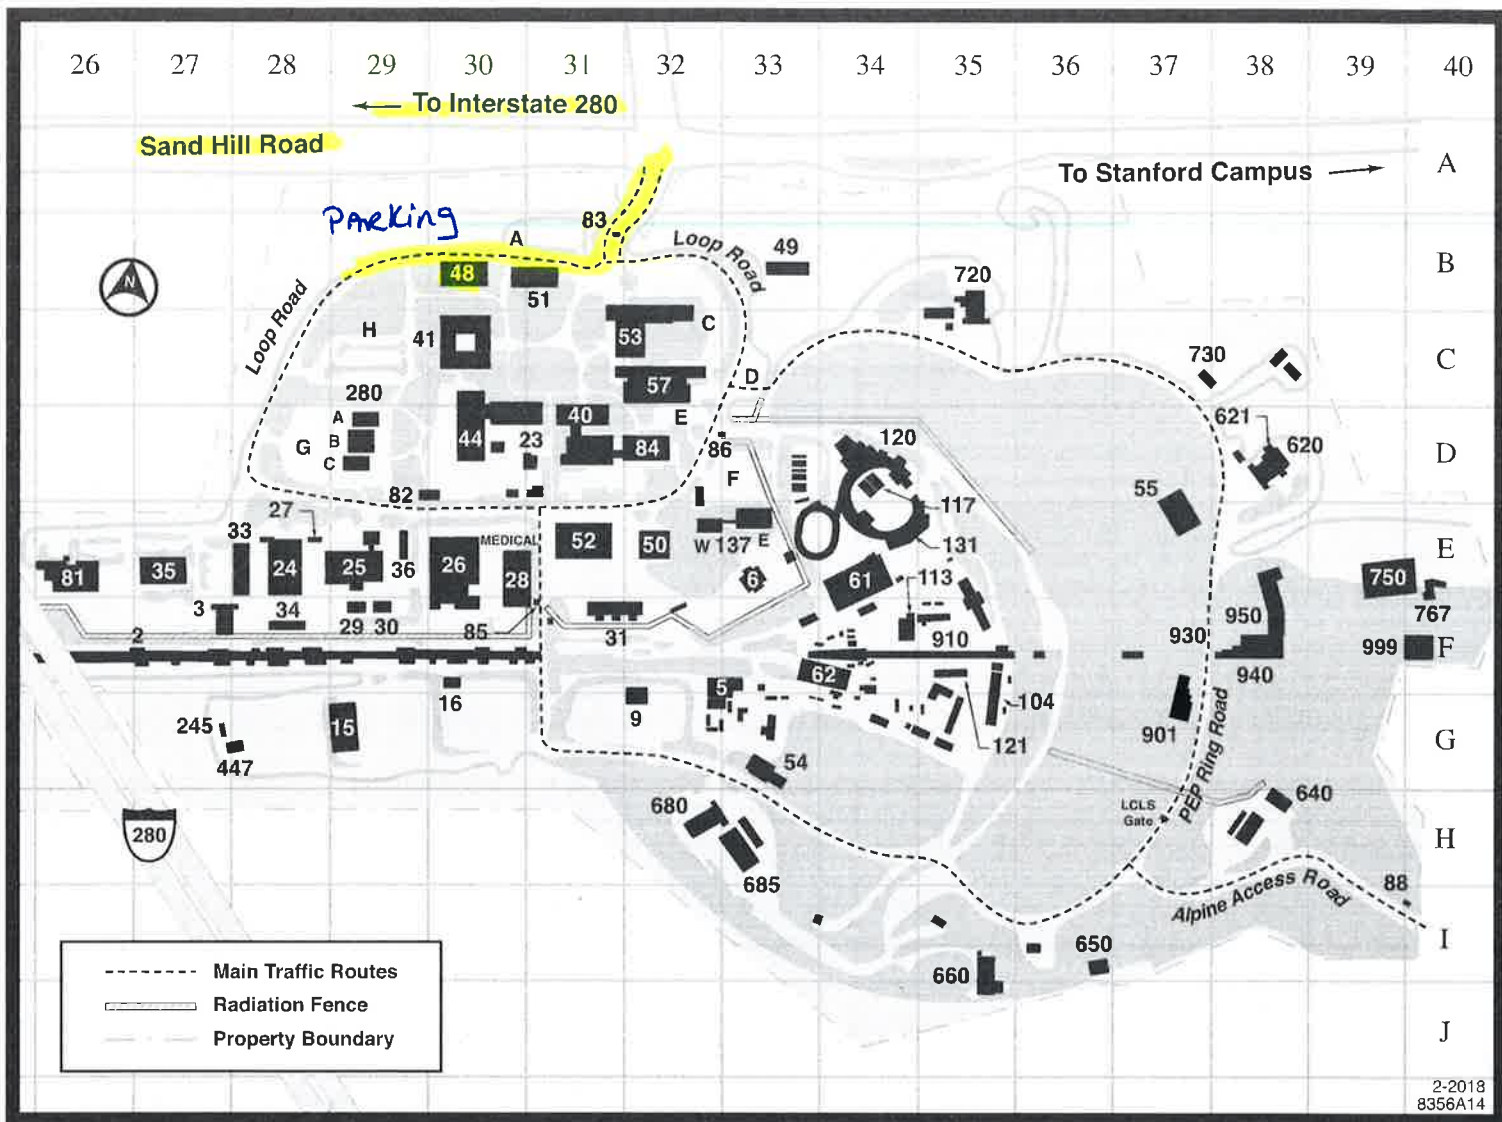 26 27 28 29 30 31 32 33 34 35 36 37 38 39 40
← To Interstate 280
Sand Hill Road
To Stanford Campus →
A
PARKing
83
A
Loop Road
49
B
N
48
51
720
Loop Road
H
41
53
C
730
C
57
D
280
A
B
C
G
44
23
40
E
84
86
120
621
620
D
82
F
117
55
27
33
MEDICAL
52
50
W 137 E
131
E
81
35
24
25
36
26
28
6
61
113
750
3
34
29 30
85
31
910
950
767
2
930
999
F
62
940
16
9
5
104
245
15
901
G
447
54
121
PEP Ring Road
680
LCLS
Gate
640
280
H
685
88
Alpine Access Road
650
I
660
Main Traffic Routes
Radiation Fence
Property Boundary
J
2-2018
8356A14